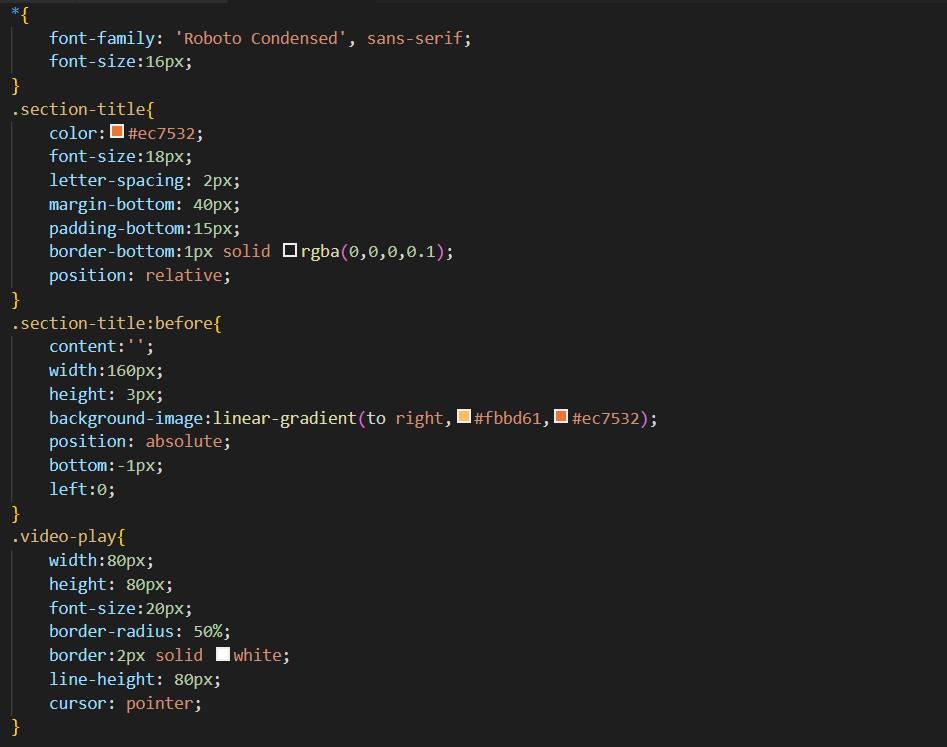 *{
    font-family: 'Roboto Condensed', sans-serif;
    font-size:16px;
}
.section-title{
    color:#ec7532;
    font-size:18px;
    letter-spacing: 2px;
    margin-bottom: 40px;
    padding-bottom:15px;
    border-bottom:1px solid rgba(0,0,0,0.1);
    position: relative;
}
.section-title:before{
    content:'';
    width:160px;
    height: 3px;
    background-image:linear-gradient(to right,#fbbd61,#ec7532);
    position: absolute;
    bottom:-1px;
    left:0;
}
.video-play{
    width:80px;
    height: 80px;
    font-size:20px;
    border-radius: 50%;
    border:2px solid white;
    line-height: 80px;
    cursor: pointer;
}